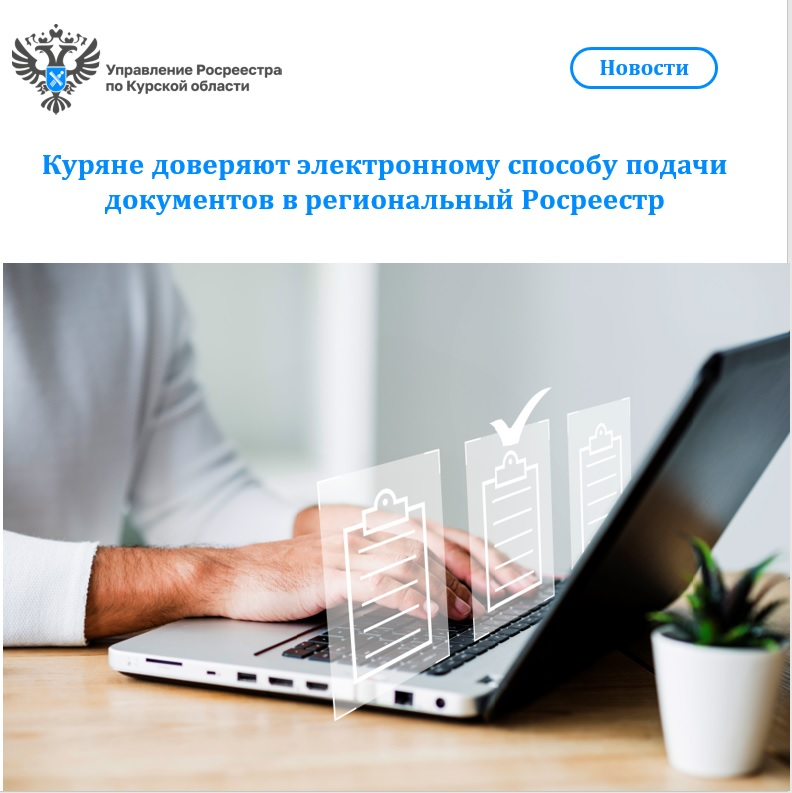 Управление Росреестра
по Курской области
Новости
Куряне доверяют электронному способу подачи
документов в региональный Росреестр